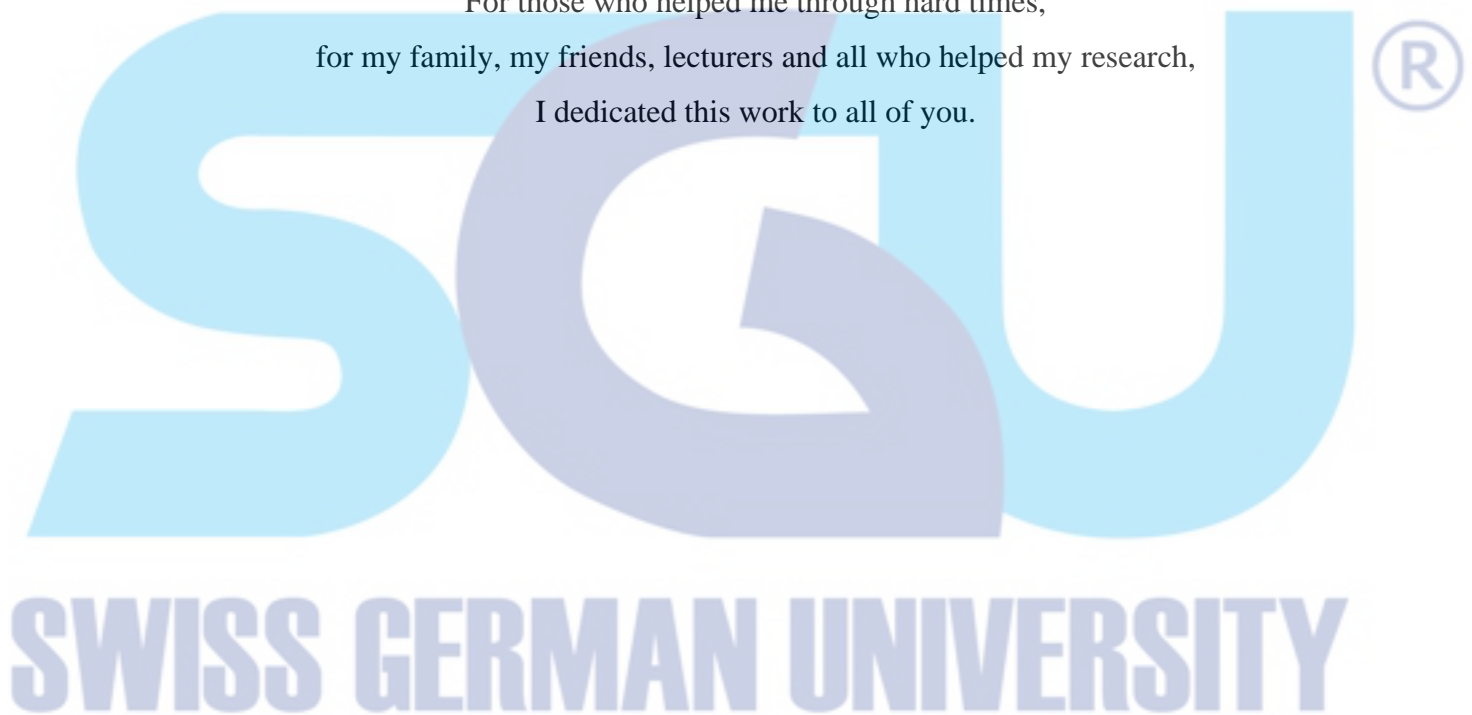 For those who helped me through hard times,
for my family, my friends, lecturers and all who helped my research,
I dedicated this work to all of you.
SGU ®
SWISS GERMAN UNIVERSITY